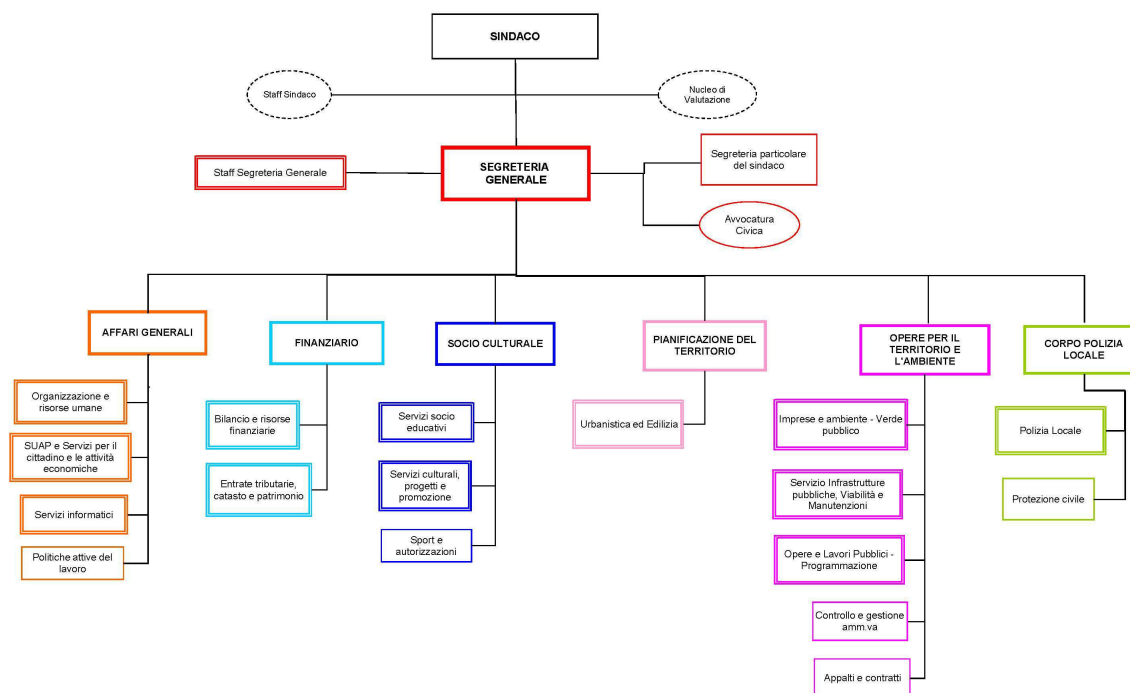 SINDACO
Staff Sindaco
Nucleo di
Valutazione
Staff Segreteria Generale
SEGRETERIA
GENERALE
Segreteria particolare
del sindaco
Avvocatura
Civica
AFFARI GENERALI
FINANZIARIO
SOCIO CULTURALE
PIANIFICAZIONE DEL
TERRITORIO
OPERE PER IL
TERRITORIO E
L'AMBIENTE
CORPO POLIZIA
LOCALE
Organizzazione e
risorse umane
SUAP e Servizi per il
cittadino e le attività
economiche
Servizi informatici
Politiche attive del
lavoro
Bilancio e risorse
finanziarie
Entrate tributarie,
catasto e patrimonio
Servizi socio
educativi
Servizi culturali,
progetti e
promozione
Sport e
autorizzazioni
Urbanistica ed Edilizia
Imprese e ambiente - Verde
pubblico
Servizio Infrastrutture
pubbliche, Viabilità e
Manutenzioni
Opere e Lavori Pubblici -
Programmazione
Controllo e gestione
amm.va
Appalti e contratti
Polizia Locale
Protezione civile